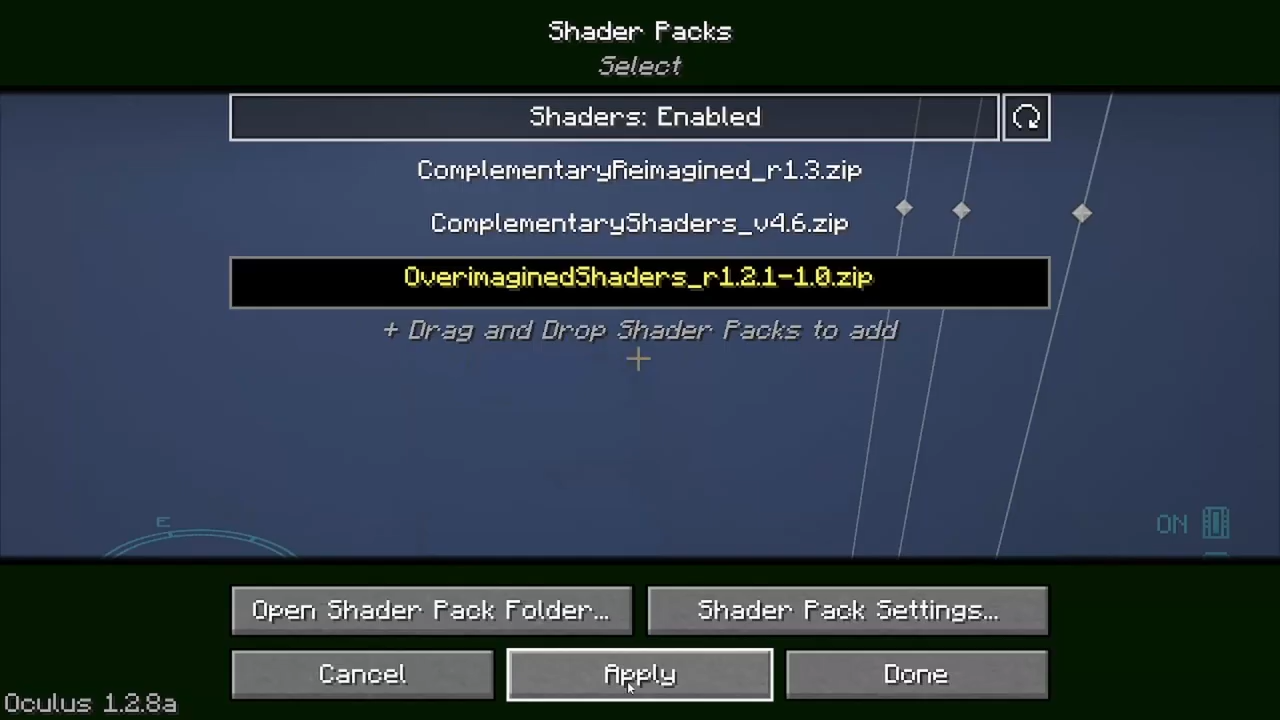 Shader Packs
Select
Shaders: Enabled
ComplementaryReimagined_r1.3.zip
ComplementaryShaders_v4.6.zip
OverimaginedShaders_r1.2.1-1.0.zip
+ Drag and Drop Shader Packs to add
E
ON
Open Shader Pack Folder...
Shader Pack Settings...
Cancel
Apply
Done
Oculus 1.2.8a